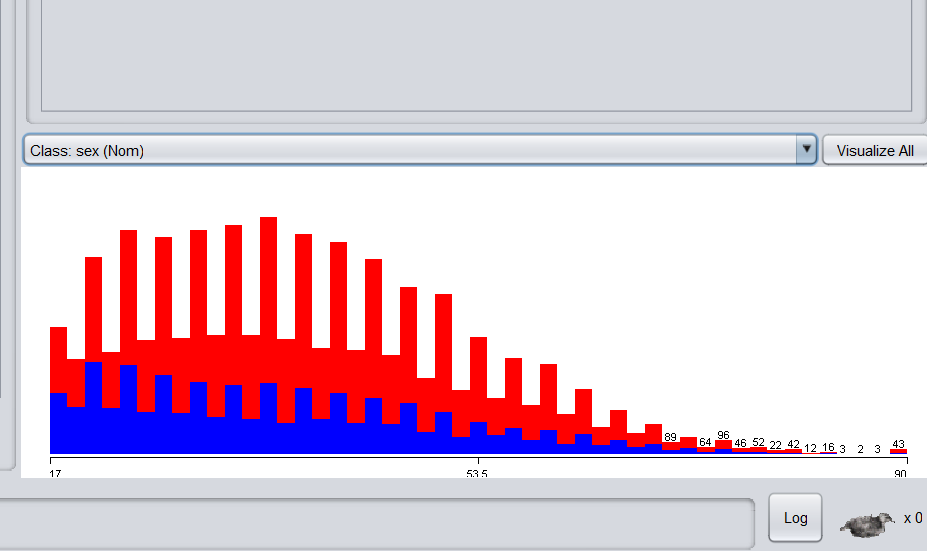 Class: sex (Nom)
Visualize All
89 64 96 46 52 22 42 12 16 3 2 3 43
17 53.5 90
Log
x 0